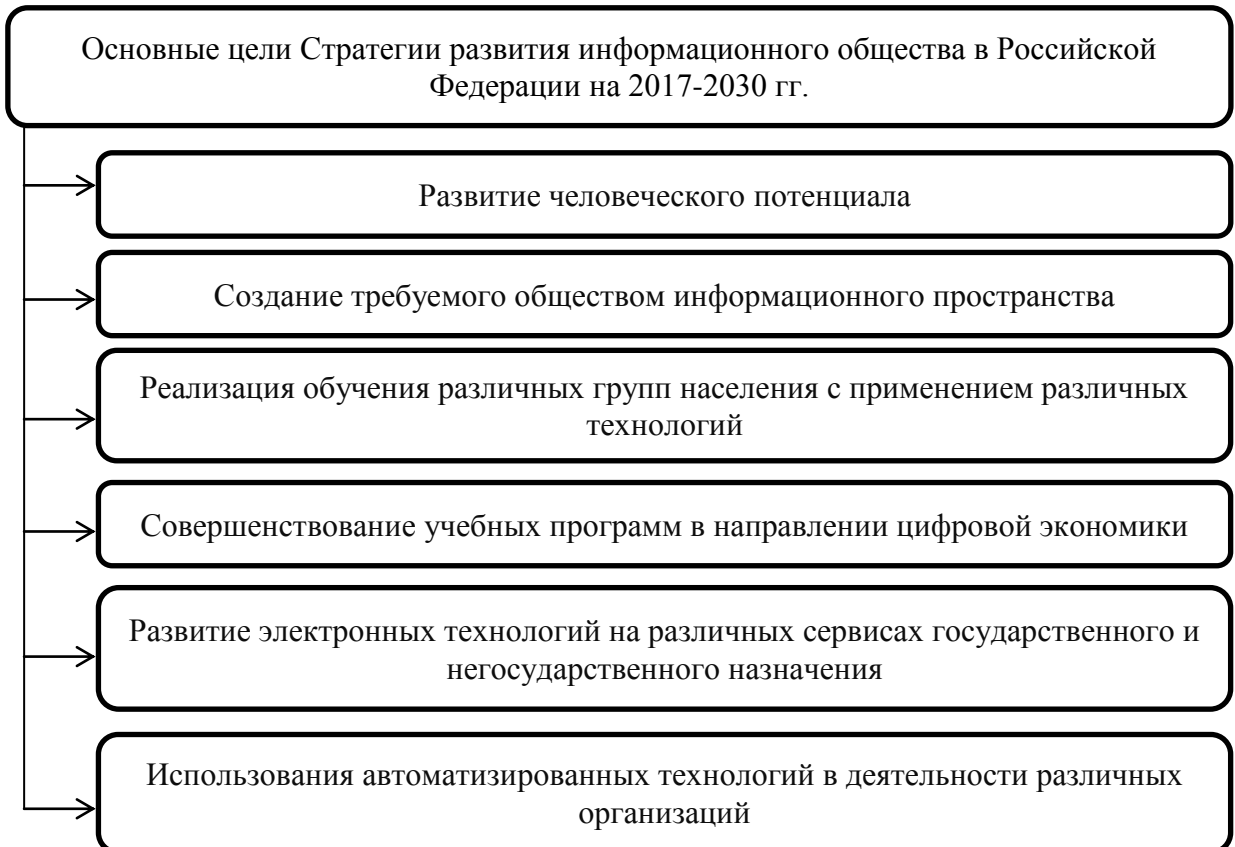 Основные цели Стратегии развития информационного общества в Российской
Федерации на 2017-2030 гг.
Развитие человеческого потенциала
Создание требуемого обществом информационного пространства
Реализация обучения различных групп населения с применением различных
технологий
Совершенствование учебных программ в направлении цифровой экономики
Развитие электронных технологий на различных сервисах государственного и
негосударственного назначения
Использования автоматизированных технологий в деятельности различных
организаций